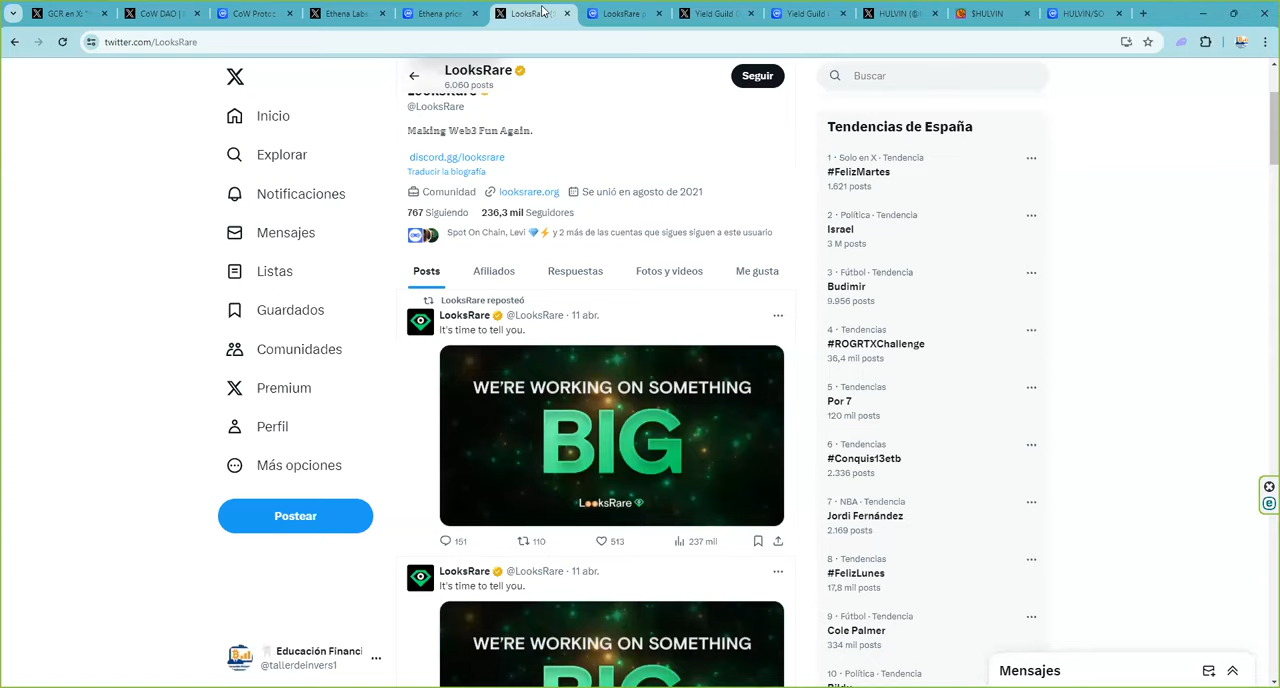 GCR en X: "
CoW DAO |
CoW Protoc
Ethena Labs
Ethena price
LooksRare
LooksRare p
Yield Guild
Yield Guild
HULVIN (@
$HULVIN
HULVIN/SO
twitter.com/LooksRare
LooksRare
6.060 posts
Seguir
LooksRare
@LooksRare
Making Web3 Fun Again.
discord.gg/looksrare
Traducir la biografía
Comunidad looksrare.org Se unió en agosto de 2021
767 Siguiendo 236,3 mil Seguidores
Spot On Chain, Levi 💎⚡ y 2 más de las cuentas que sigues siguen a este usuario
Posts Afiliados Respuestas Fotos y videos Me gusta
LooksRare reposteó
LooksRare @LooksRare · 11 abr.
It's time to tell you.
WE'RE WORKING ON SOMETHING
BIG
LooksRare
151 110 513 237 mil
LooksRare @LooksRare · 11 abr.
It's time to tell you.
WE'RE WORKING ON SOMETHING
BIG
Inicio
Explorar
Notificaciones
Mensajes
Listas
Guardados
Comunidades
Premium
Perfil
Más opciones
Postear
Educación Financi
@tallerdeinvers1
Buscar
Tendencias de España
1 · Solo en X · Tendencia
#FelizMartes
1.621 posts
2 · Política · Tendencia
Israel
3 M posts
3 · Fútbol · Tendencia
Budimir
9.956 posts
4 · Tendencias
#ROGRTXChallenge
36,4 mil posts
5 · Tendencias
Por 7
120 mil posts
6 · Tendencias
#Conquis13etb
2.336 posts
7 · NBA · Tendencia
Jordi Fernández
2.169 posts
8 · Tendencias
#FelizLunes
17,8 mil posts
9 · Fútbol · Tendencia
Cole Palmer
334 mil posts
10 · Política · Tendencia
Mensajes